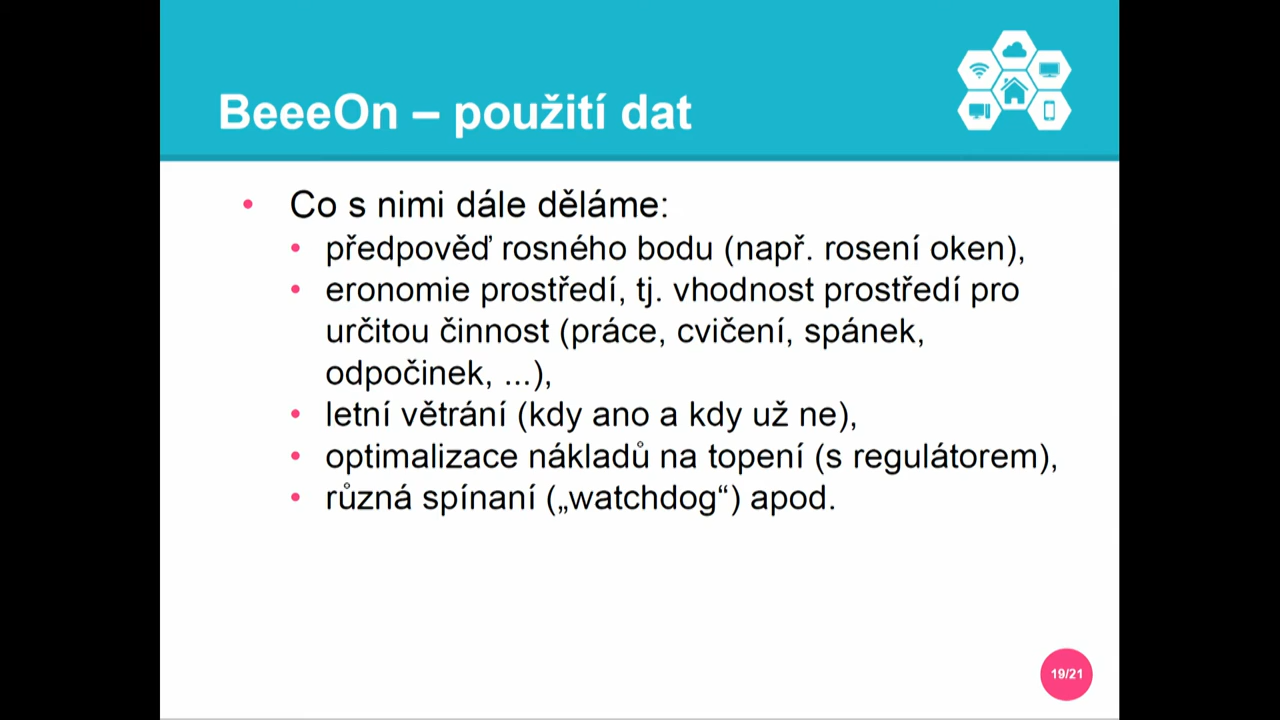 BeeeOn – použití dat
Co s nimi dále děláme:
předpověď rosného bodu (např. rosení oken),
eronomie prostředí, tj. vhodnost prostředí pro
určitou činnost (práce, cvičení, spánek,
odpočinek, ...),
letní větrání (kdy ano a kdy už ne),
optimalizace nákladů na topení (s regulátorem),
různá spínaní („watchdog“) apod.
19/21